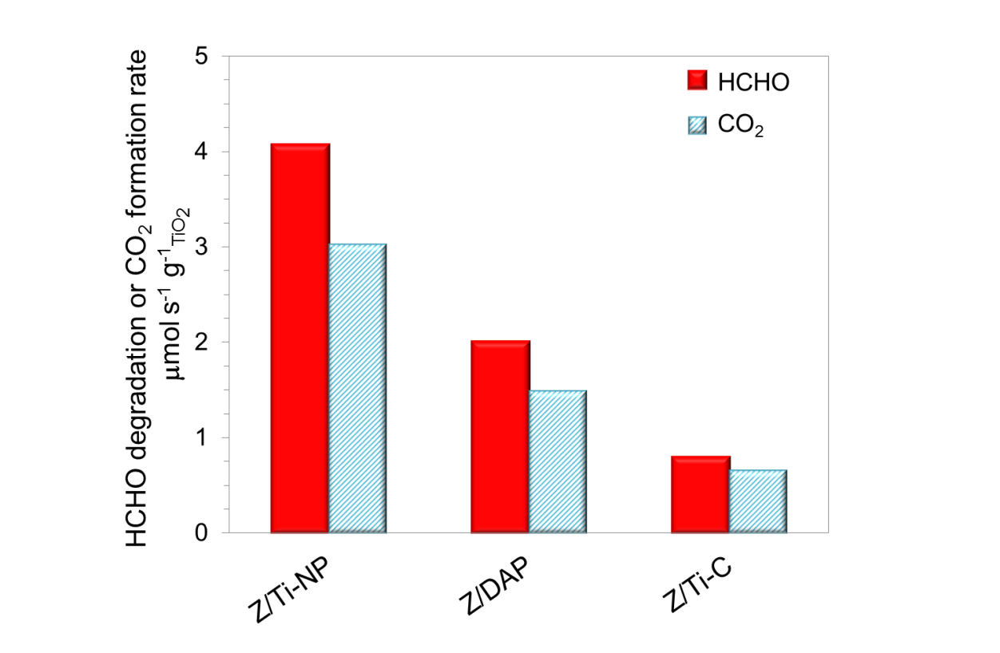 HCHO degradation or CO₂ formation rate
μmol s⁻¹ g⁻¹TiO₂
5
4
3
2
1
0
HCHO
CO₂
Z/Ti-NP
Z/DAP
Z/Ti-C